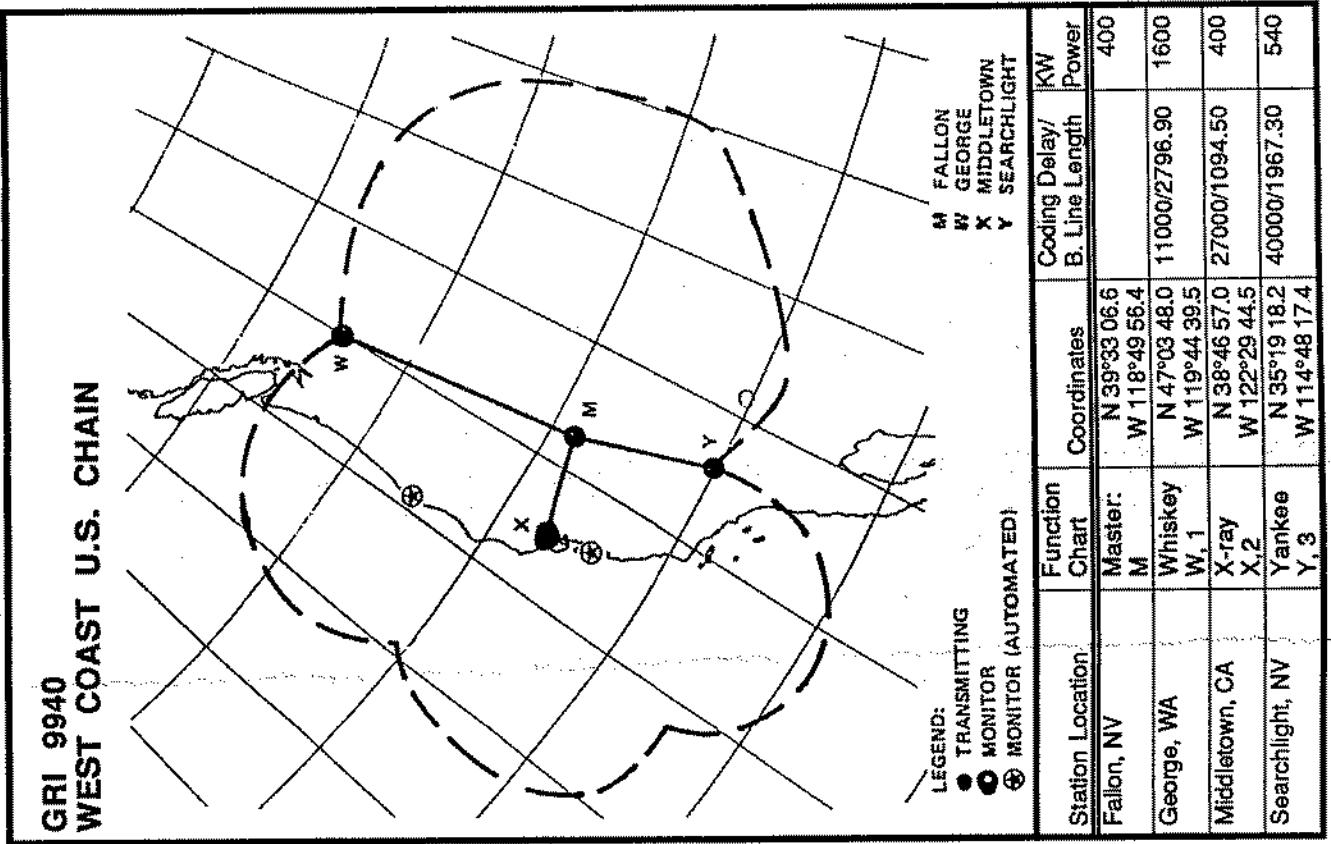 GRI 9940
WEST COAST U.S. CHAIN
W
M
X
Y
LEGEND:
TRANSMITTING
MONITOR
MONITOR (AUTOMATED)
M FALLON
W GEORGE
X MIDDLETOWN
Y SEARCHLIGHT
Station Location Function Chart Coordinates Coding Delay/ B. Line Length KW Power
Fallon, NV Master: M N 39°33 06.6 W 118°49 56.4 400
George, WA Whiskey W, 1 N 47°03 48.0 W 119°44 39.5 11000/2796.90 1600
Middletown, CA X-ray X,2 N 38°46 57.0 W 122°29 44.5 27000/1094.50 400
Searchlight, NV Yankee Y, 3 N 35°19 18.2 W 114°48 17.4 40000/1967.30 540